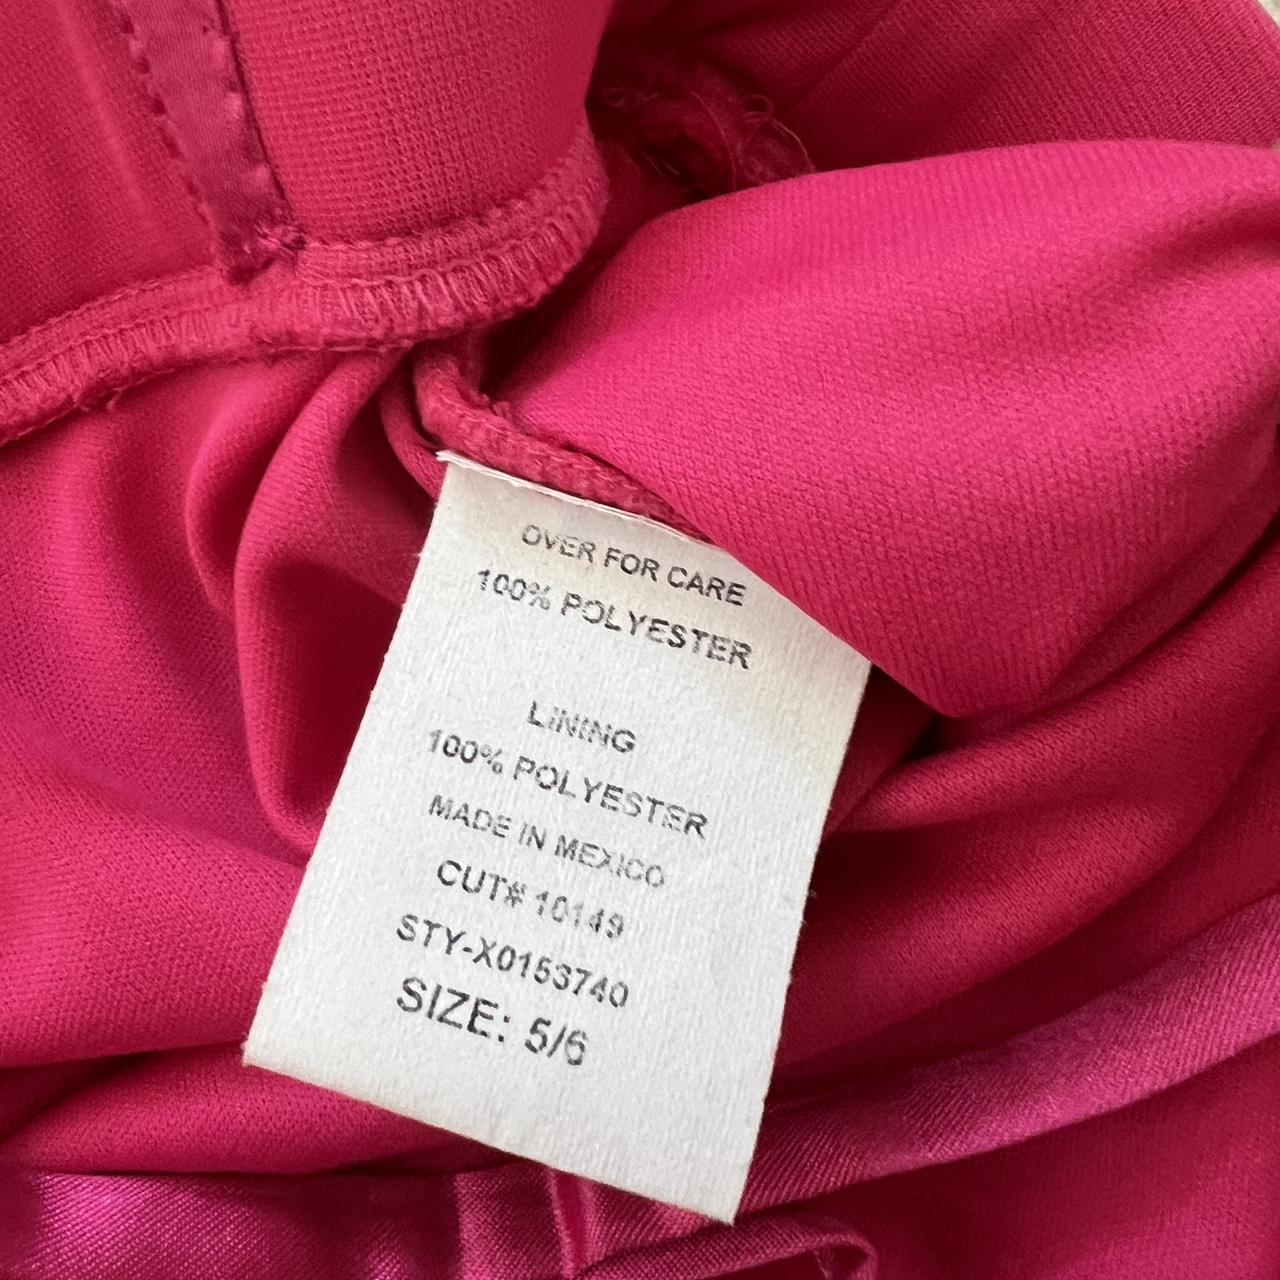 OVER FOR CARE
100% POLYESTER
LINING
100% POLYESTER
MADE IN MEXICO
CUT# 10149
STY-X0153740
SIZE: 5/6